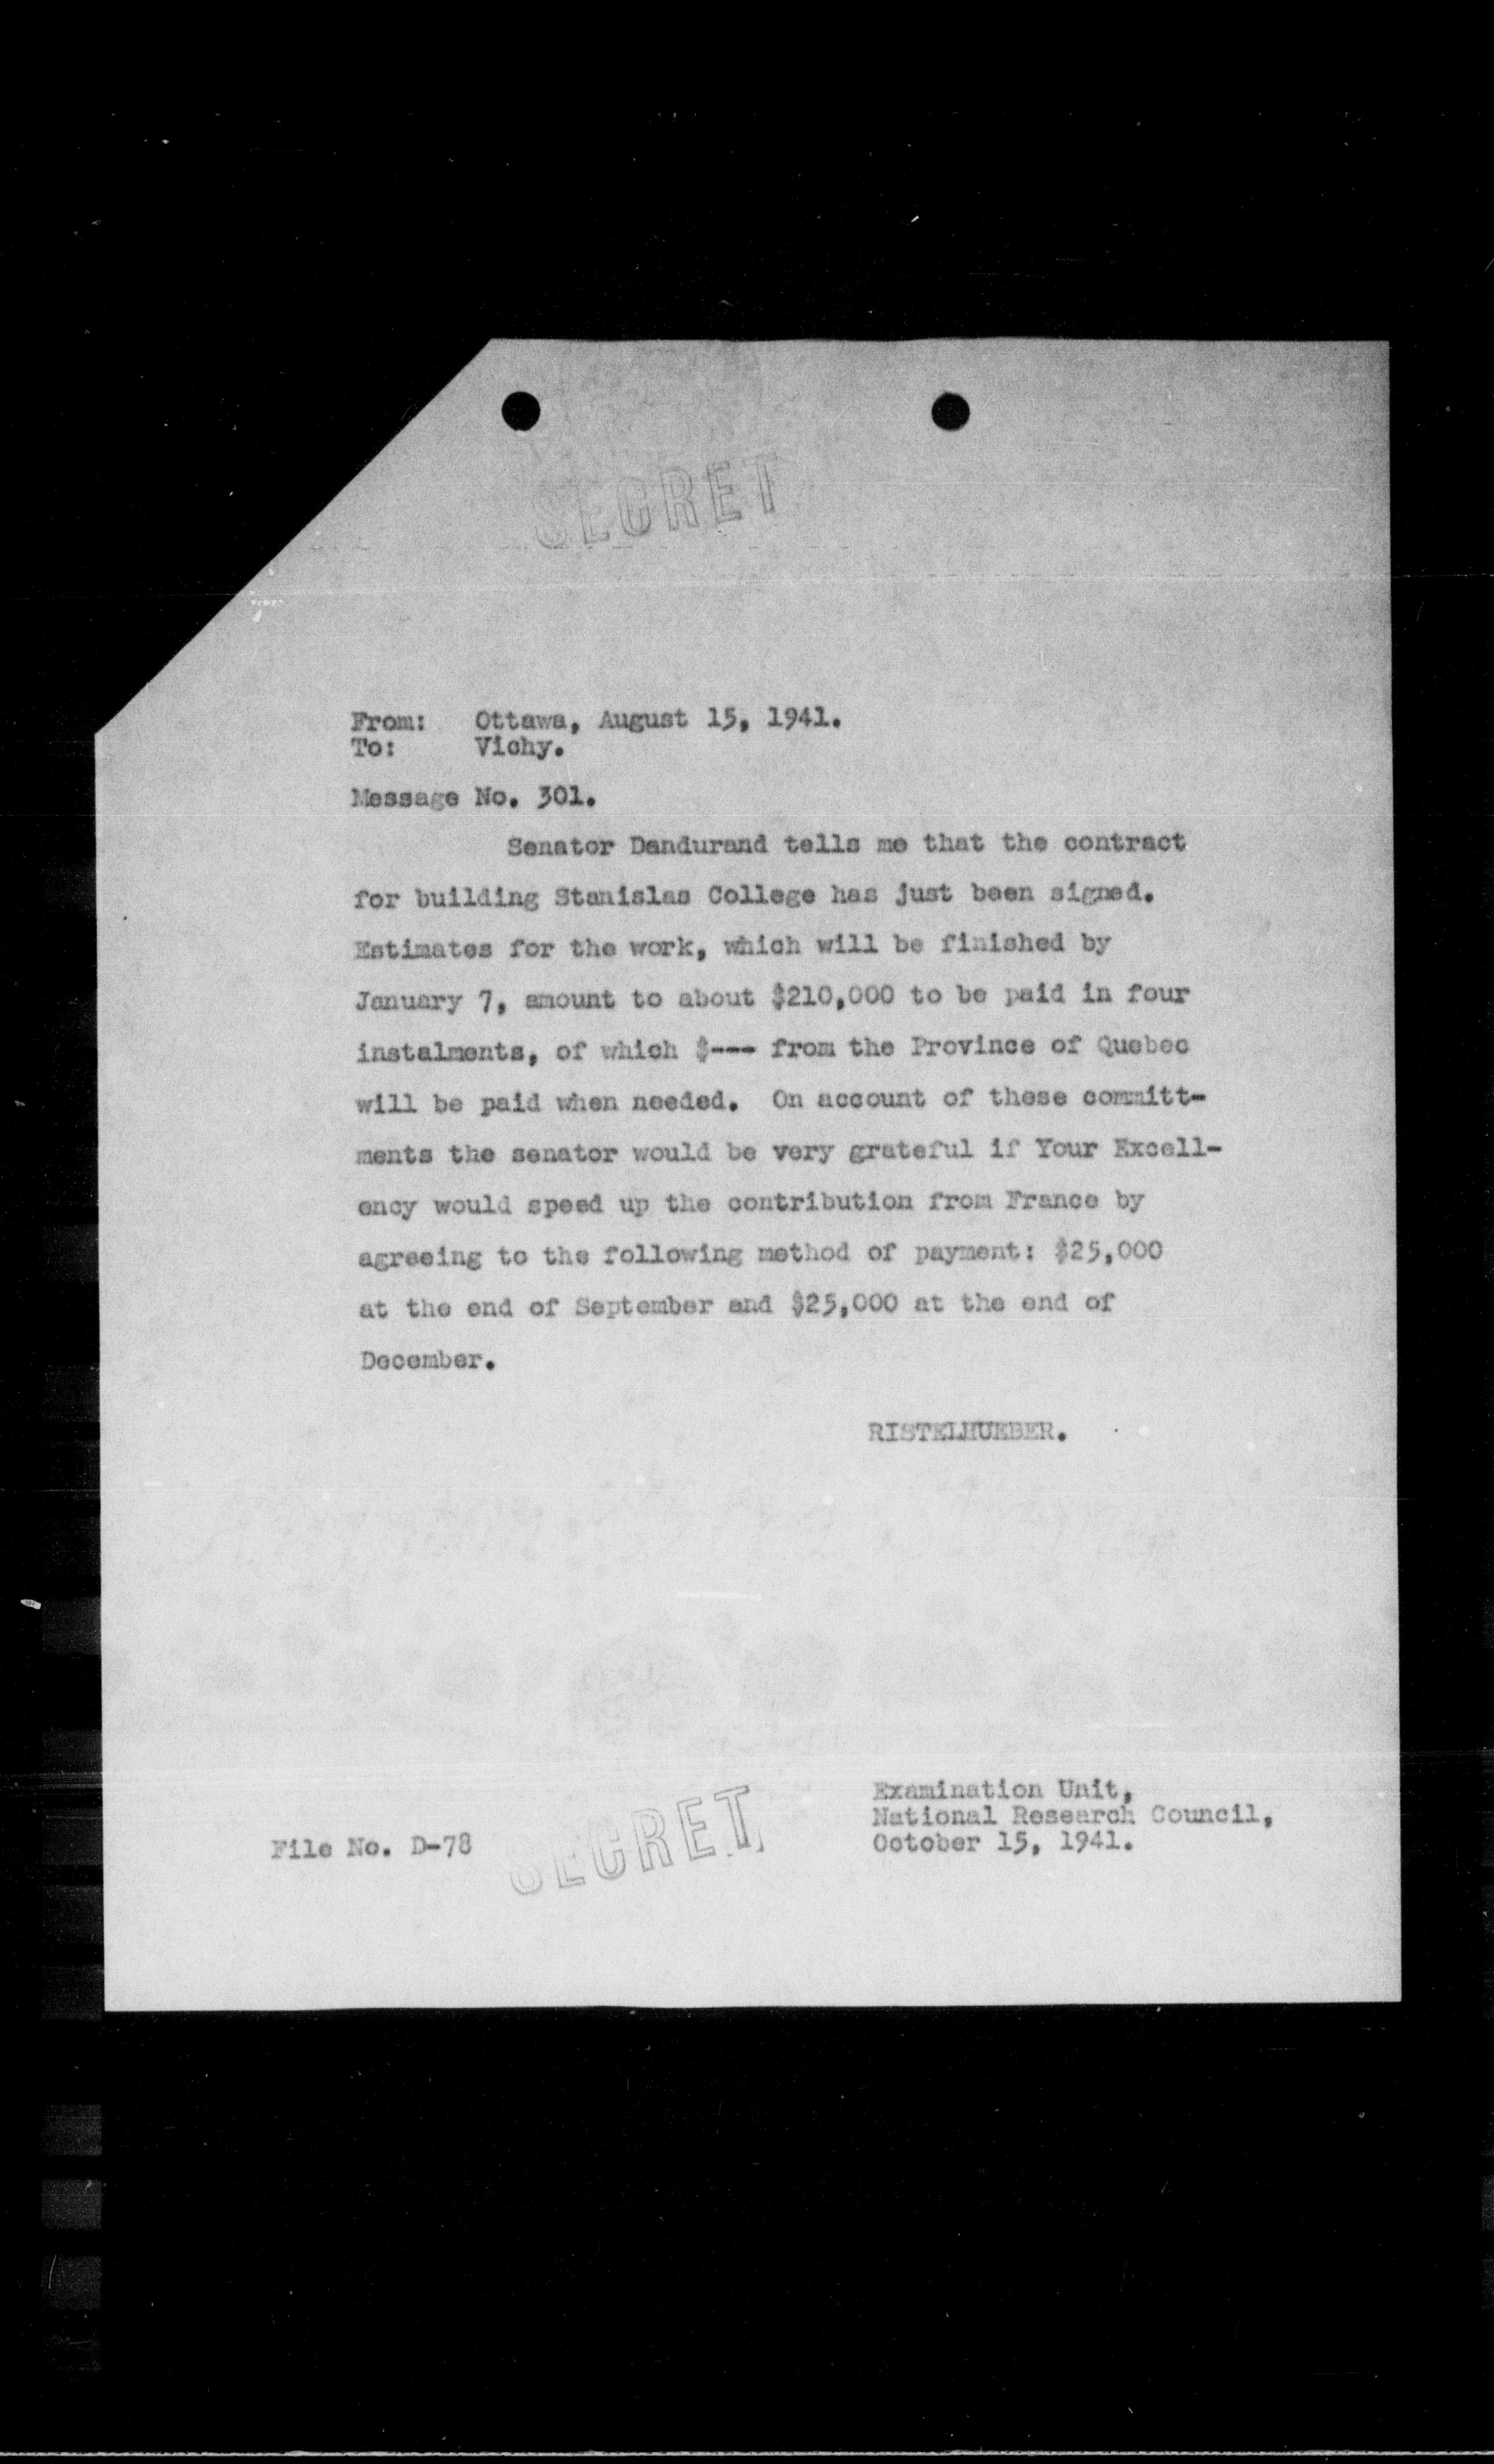 SECRET
From: Ottawa, August 15, 1941.
To: Vichy.
Message No. 301.
Senator Dandurand tells me that the contract
for building Stanislas College has just been signed.
Estimates for the work, which will be finished by
January 7, amount to about $210,000 to be paid in four
instalments, of which $--- from the Province of Quebec
will be paid when needed. On account of these committ-
ments the senator would be very grateful if Your Excell-
ency would speed up the contribution from France by
agreeing to the following method of payment: $25,000
at the end of September and $25,000 at the end of
December.
RISTELHUEBER.
Examination Unit,
National Research Council,
October 15, 1941.
File No. D-78
SECRET